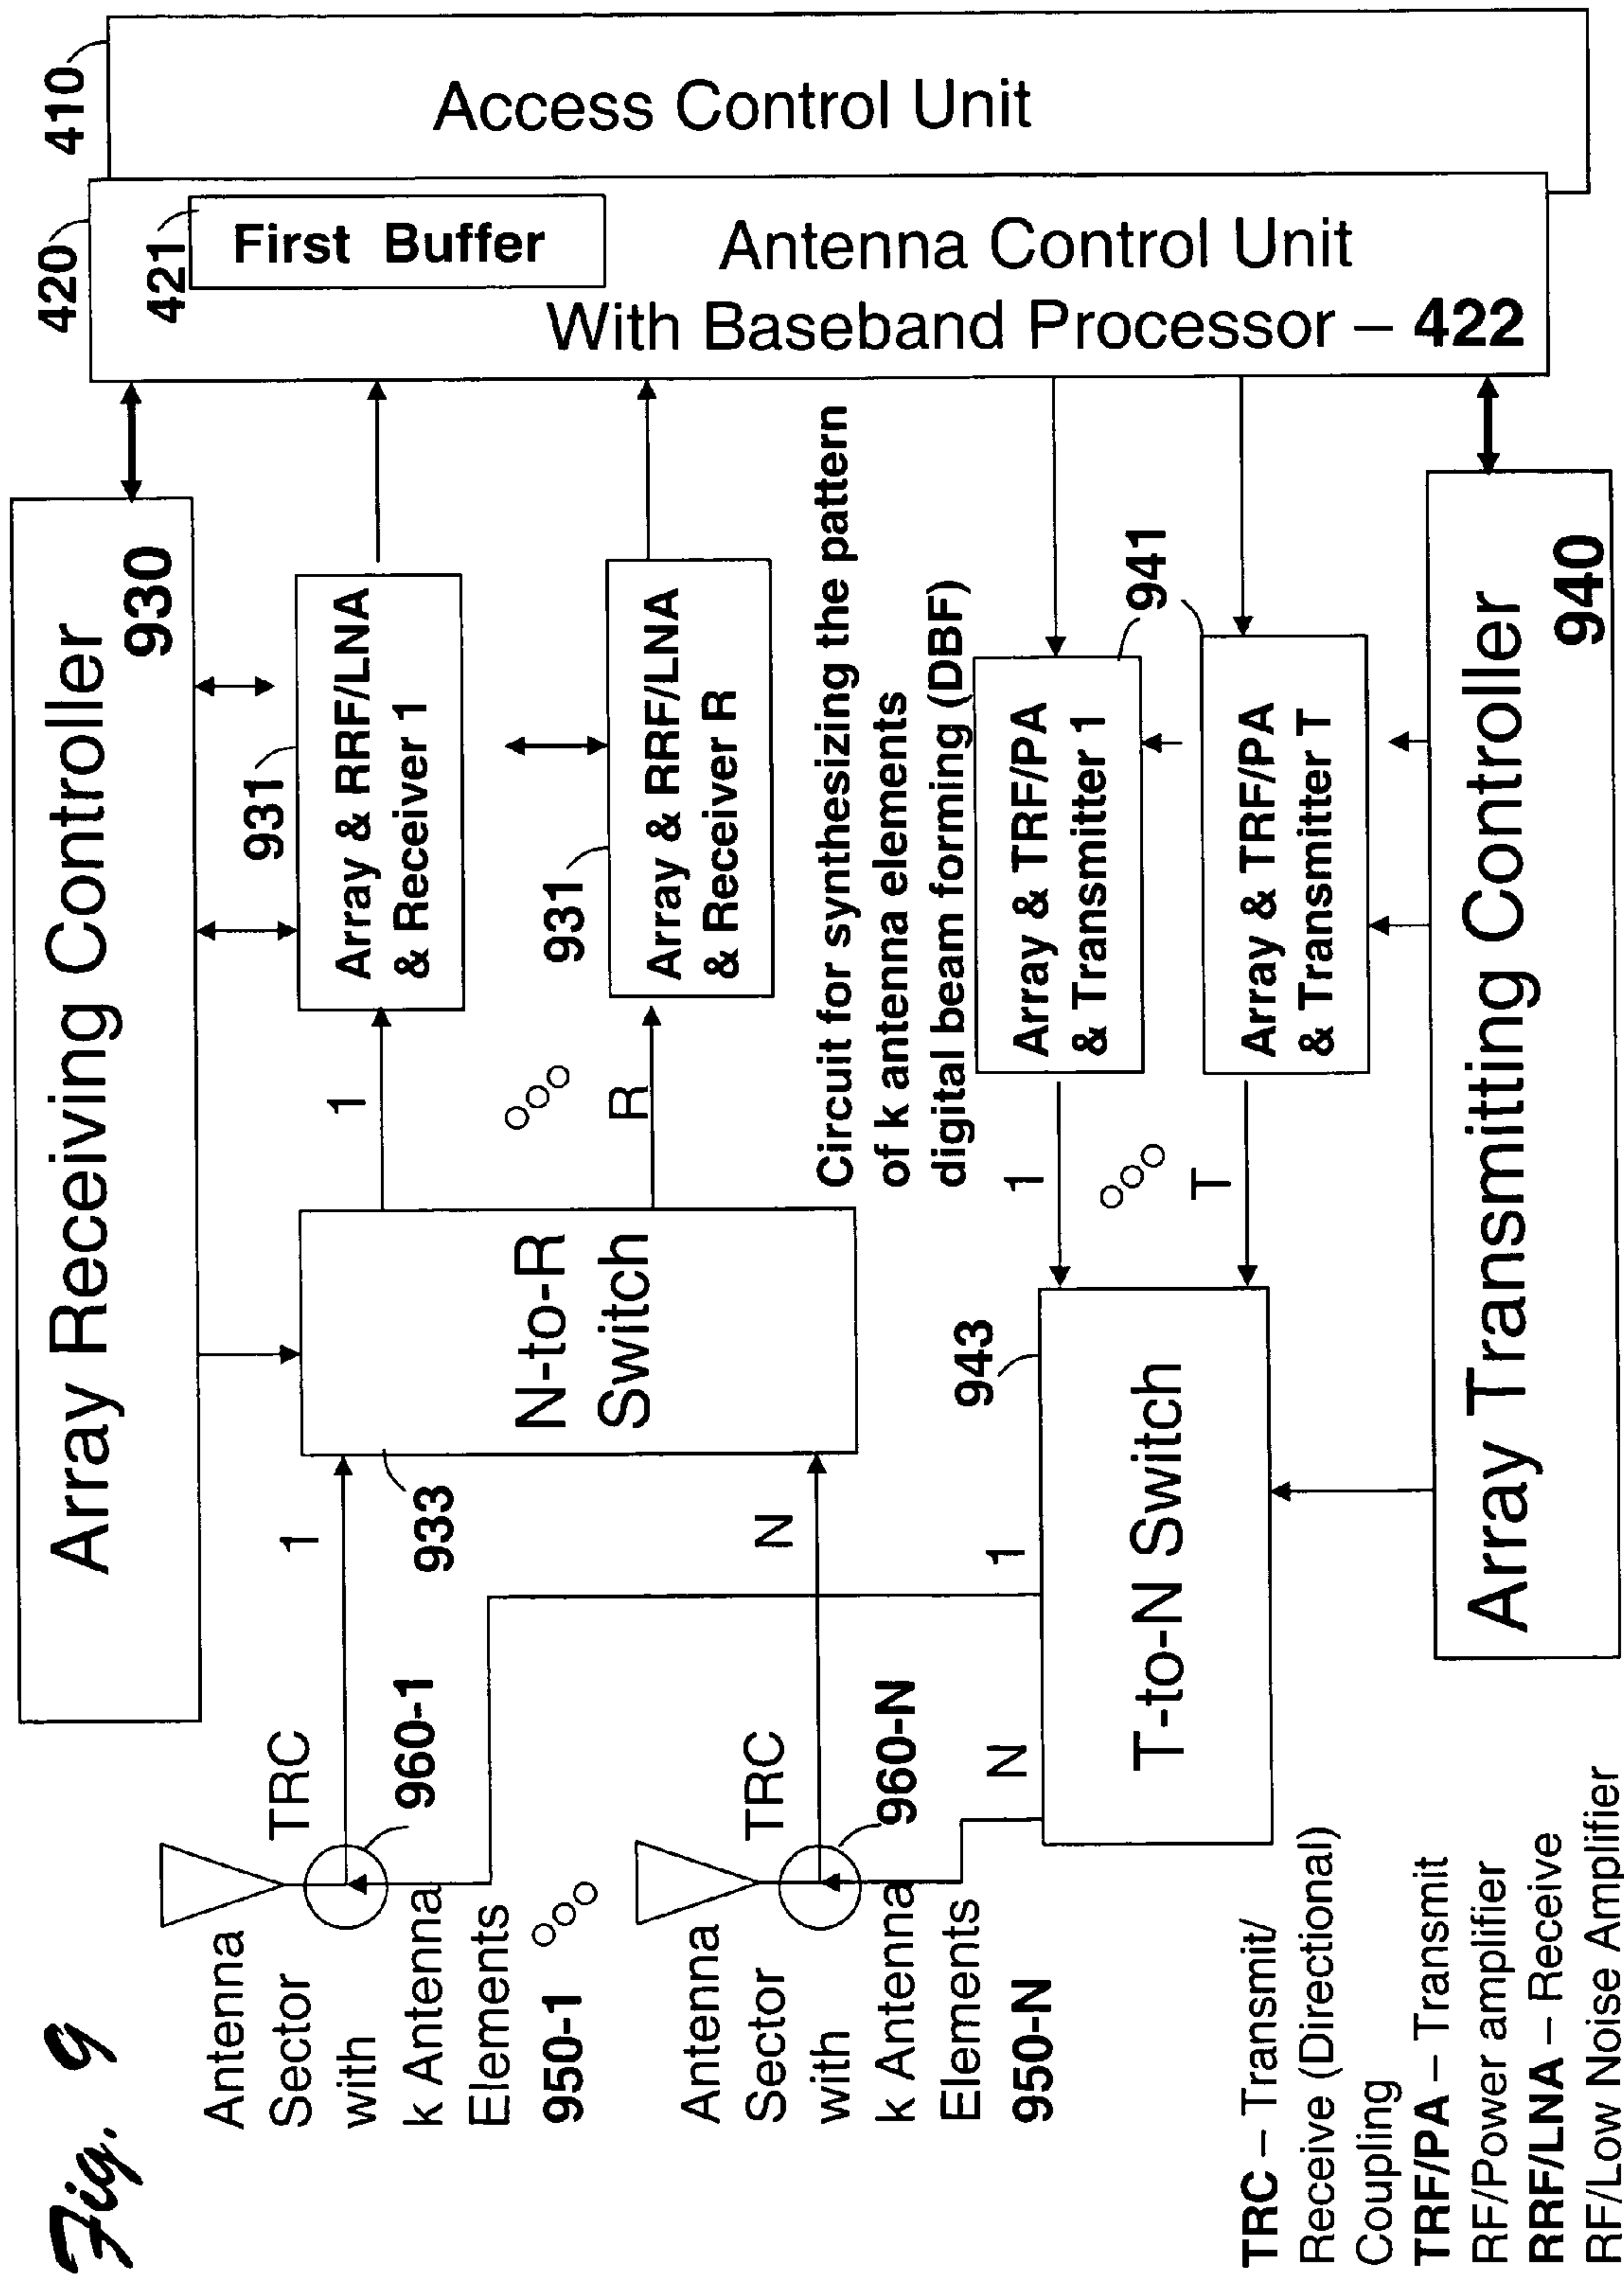 Fig. 9
Array Receiving Controller
930
410
Access Control Unit
420
421
First Buffer
Antenna Control Unit
With Baseband Processor – 422
Antenna
Sector
with
k Antenna
Elements
950-1
TRC
960-1
1
933
N-to-R
Switch
1
R
931
Array & RRF/LNA
& Receiver 1
931
Array & RRF/LNA
& Receiver R
Antenna
Sector
with
k Antenna
Elements
950-N
TRC
960-N
N
Circuit for synthesizing the pattern
of k antenna elements
digital beam forming (DBF)
N
1
943
T-to-N Switch
1
T
Array & TRF/PA
& Transmitter 1
941
Array & TRF/PA
& Transmitter T
Array Transmitting Controller
940
TRC – Transmit/
Receive (Directional)
Coupling
TRF/PA – Transmit
RF/Power amplifier
RRF/LNA – Receive
RF/Low Noise Amplifier